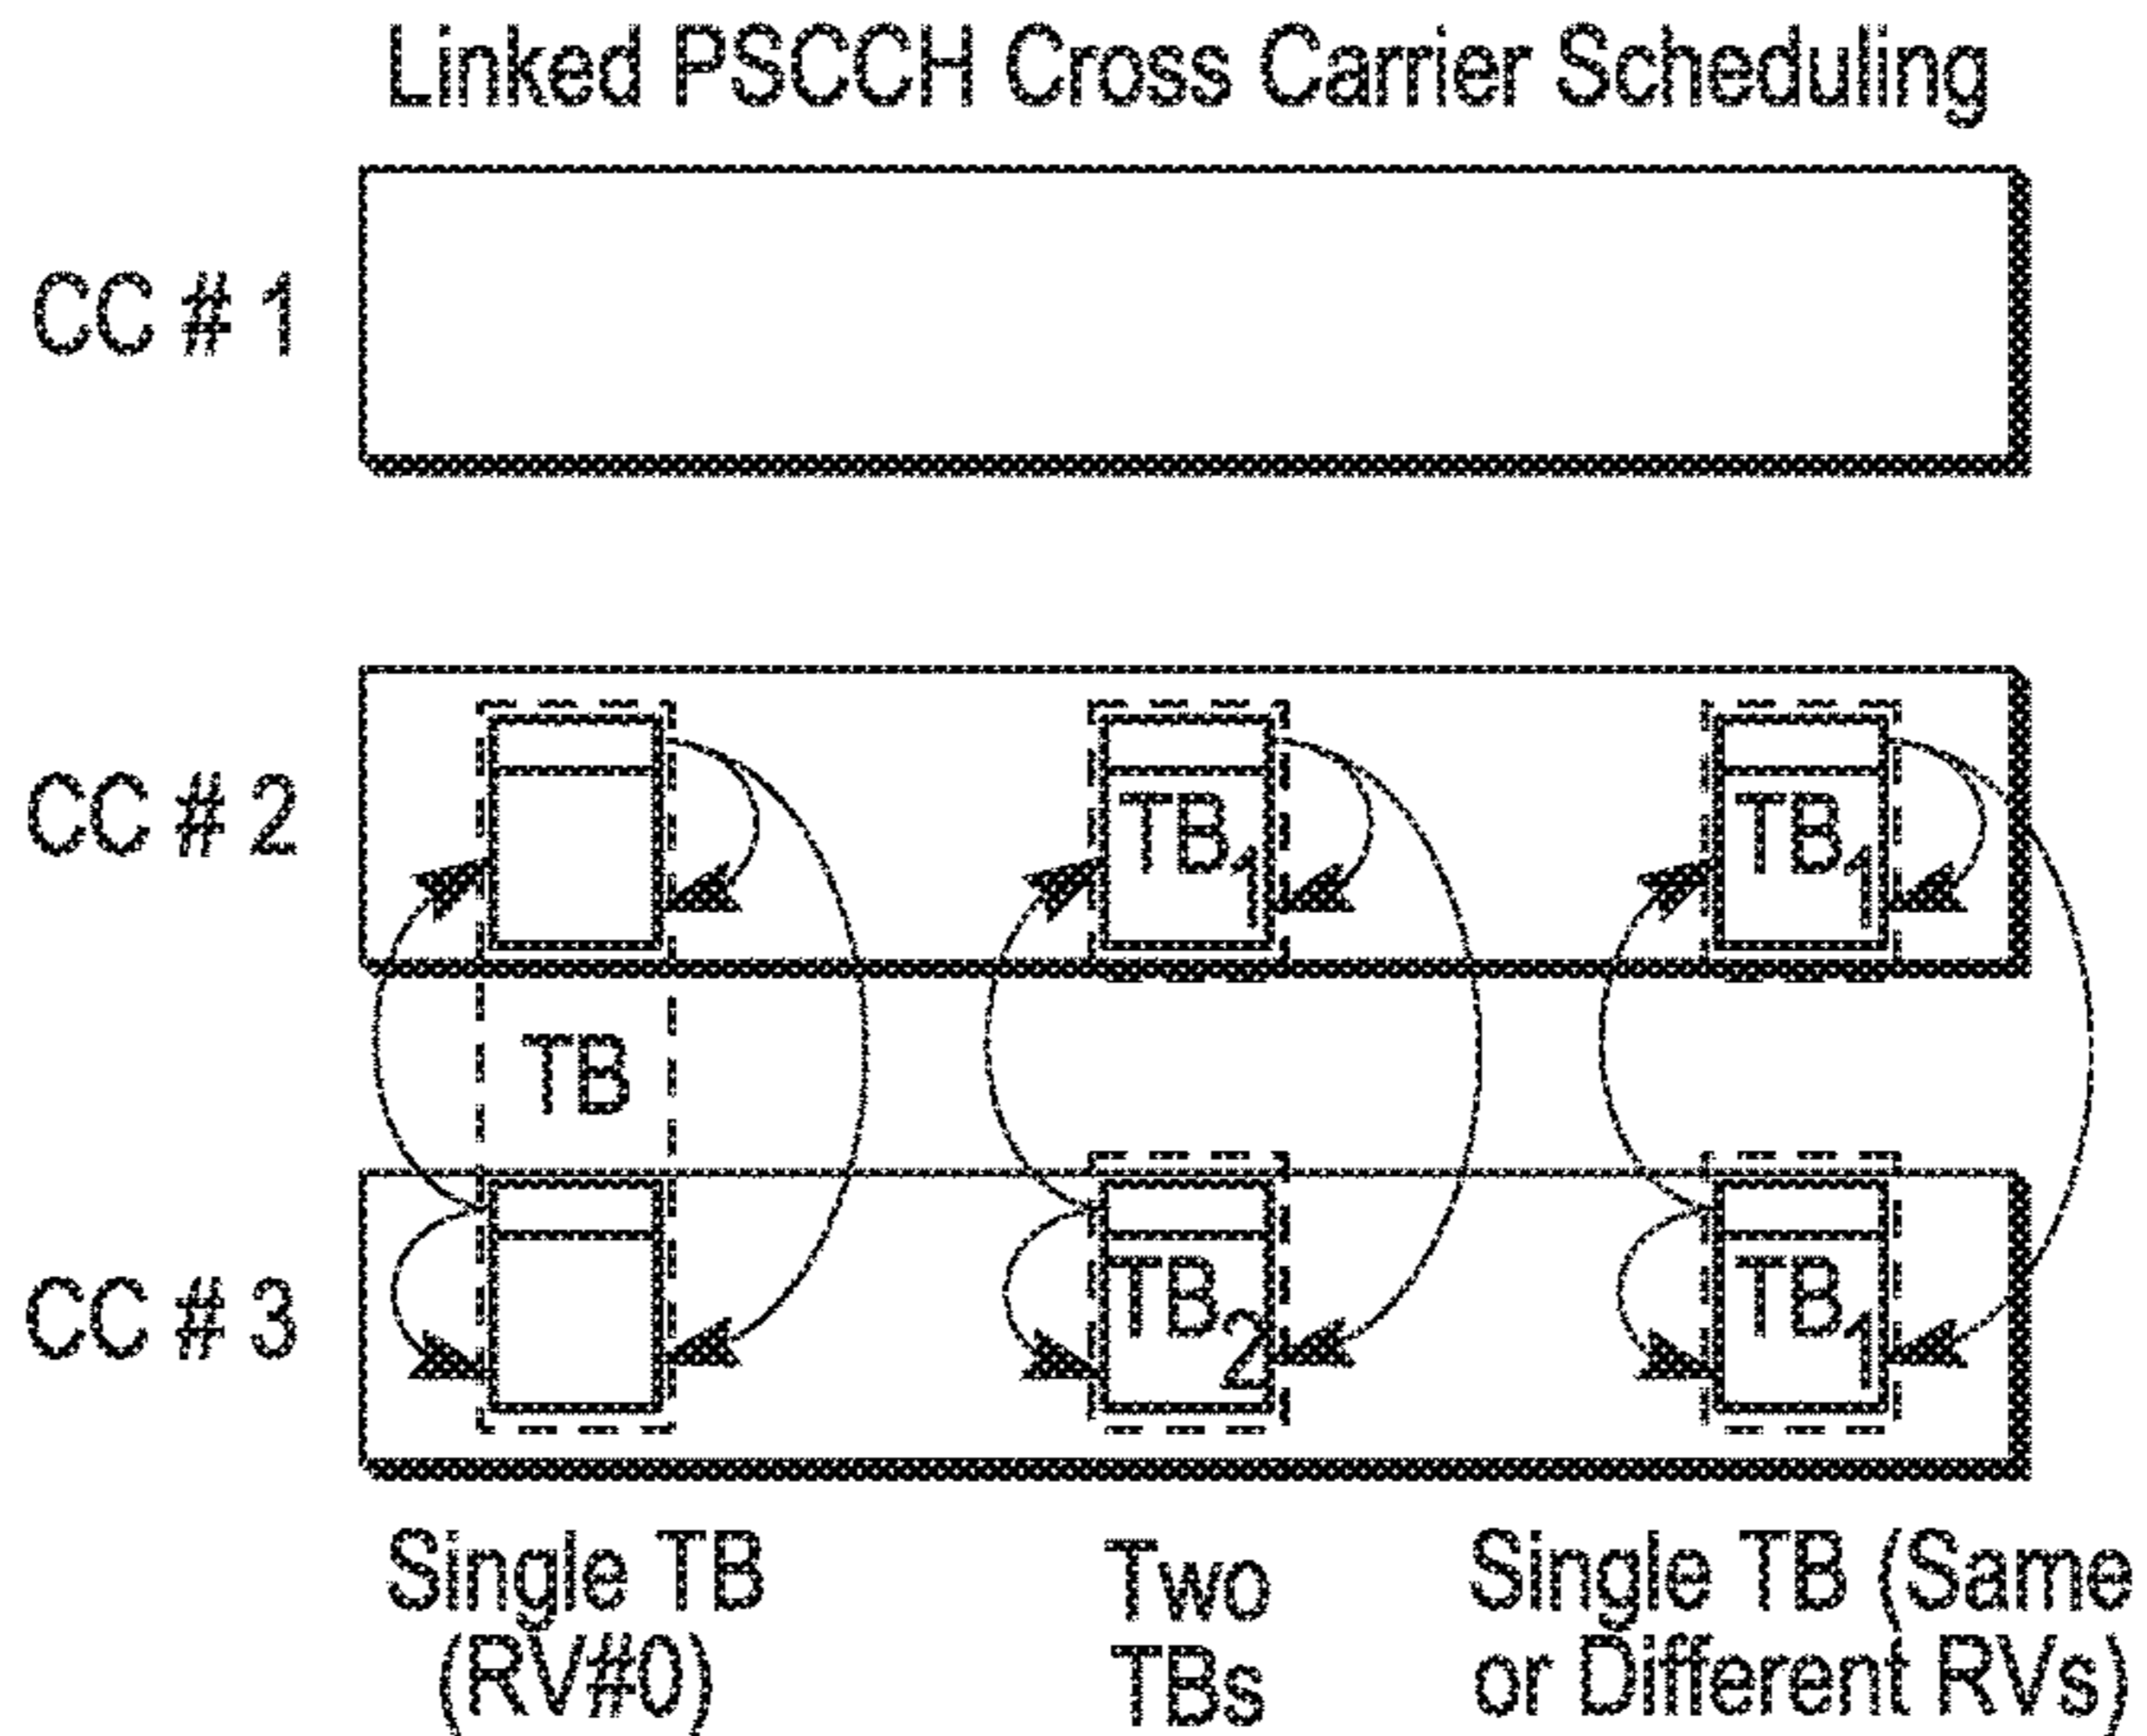 Linked PSCCH Cross Carrier Scheduling
CC # 1
CC # 2
TB1
TB1
TB
CC # 3
TB2
TB1
Single TB
(RV#0)
Two
TBs
Single TB (Same
or Different RVs)